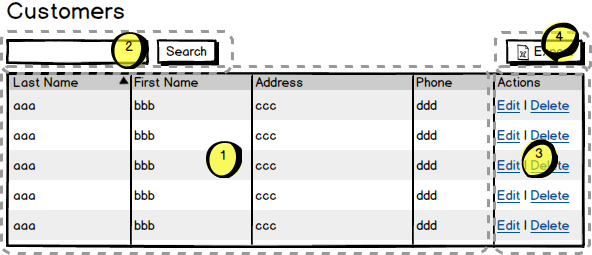 Customers
2 Search 4
Last Name First Name Address Phone Actions
aaa bbb ccc ddd Edit | Delete
aaa bbb ccc ddd Edit | Delete
aaa bbb 1 ccc ddd Edit | 3 Delete
aaa bbb ccc ddd Edit | Delete
aaa bbb ccc ddd Edit | Delete